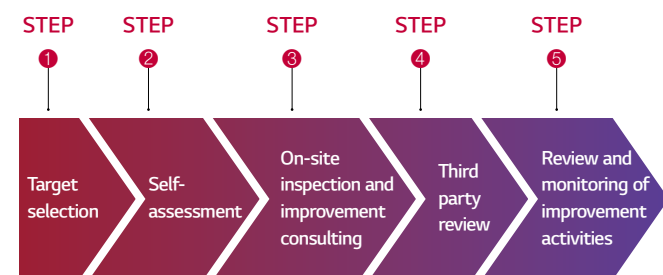 STEP
1
STEP
2
STEP
3
STEP
4
STEP
5
Target
selection
Self-
assessment
On-site
inspection and
improvement
consulting
Third
party
review
Review and
monitoring of
improvement
activities